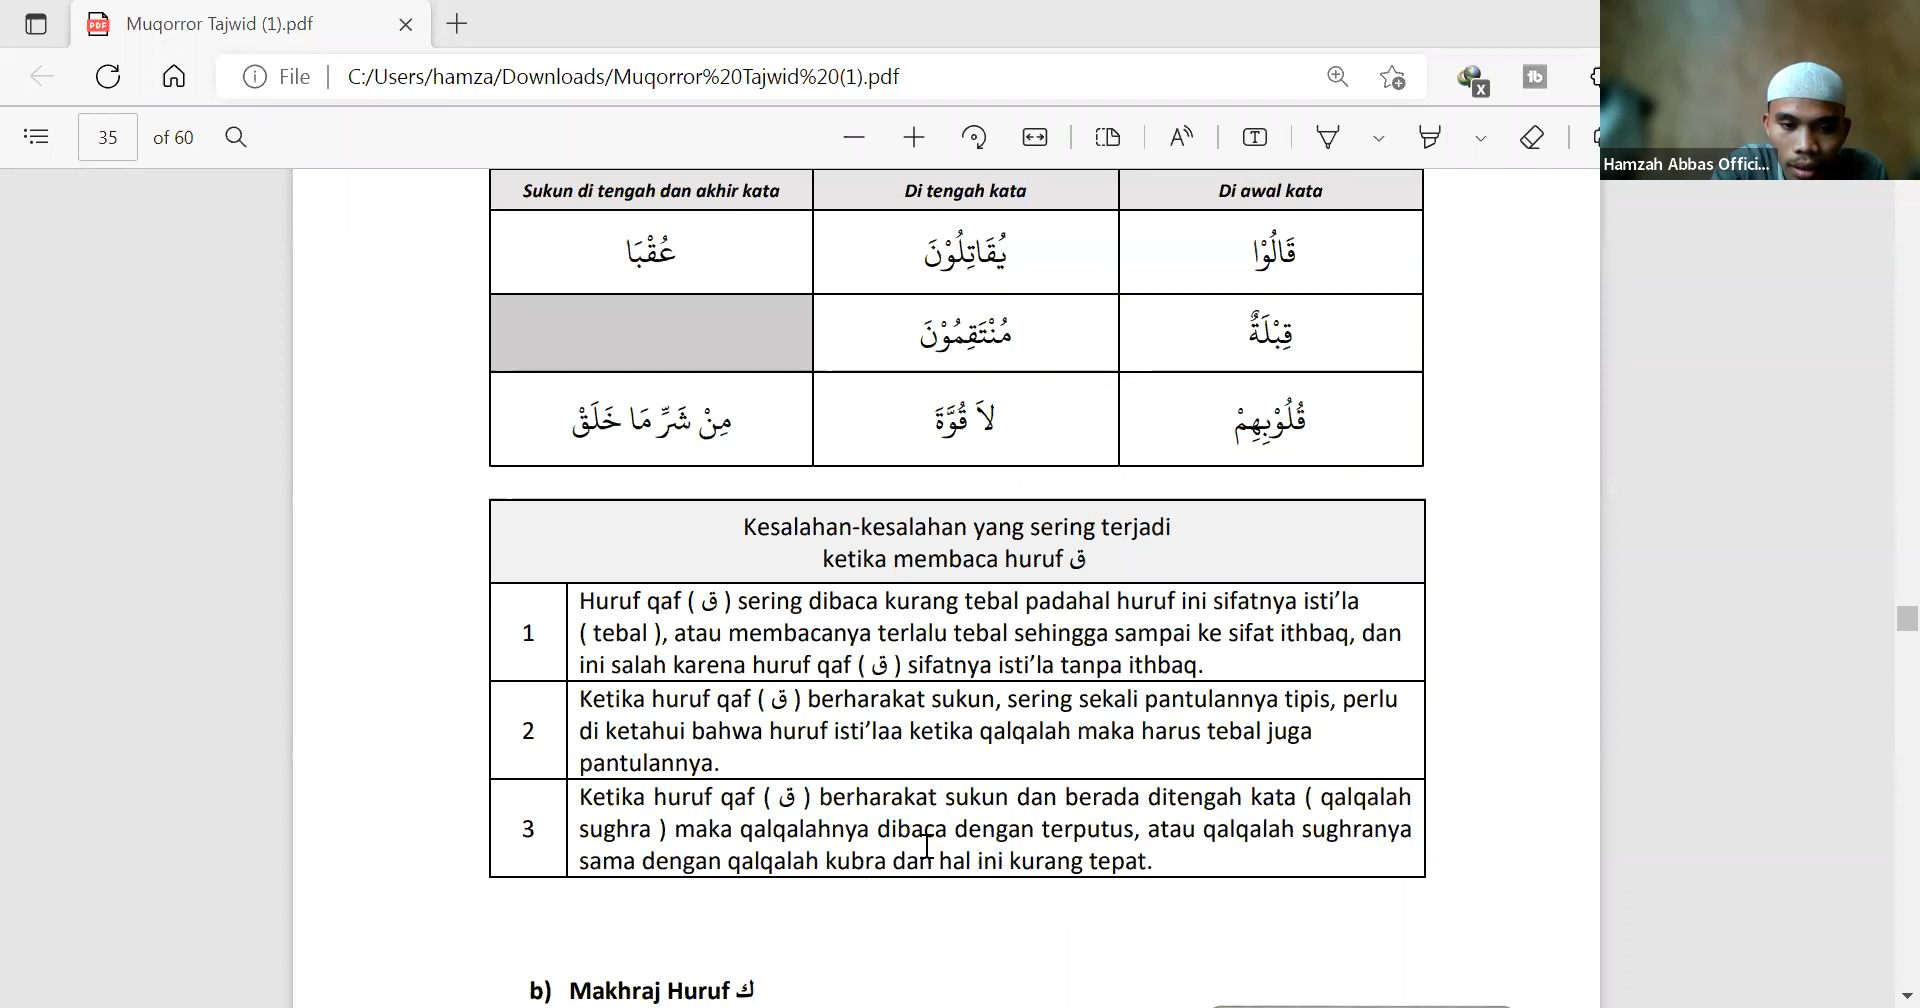 Muqorror Tajwid (1).pdf
File
C:/Users/hamza/Downloads/Muqorror%20Tajwid%20(1).pdf
35 of 60
Hamzah Abbas Offici...
Sukun di tengah dan akhir kata Di tengah kata Di awal kata
عُقْبَا يُقَاتِلُوْنَ قَالُوْا
مُنْتَقِمُوْنَ قِبْلَةٌ
مِنْ شَرِّ مَا خَلَقْ لاَ قُوَّةَ قُلُوْبِهِمْ
Kesalahan-kesalahan yang sering terjadi
ketika membaca huruf ق
1
Huruf qaf ( ق ) sering dibaca kurang tebal padahal huruf ini sifatnya isti’la
( tebal ), atau membacanya terlalu tebal sehingga sampai ke sifat ithbaq, dan
ini salah karena huruf qaf ( ق ) sifatnya isti’la tanpa ithbaq.
2
Ketika huruf qaf ( ق ) berharakat sukun, sering sekali pantulannya tipis, perlu
di ketahui bahwa huruf isti’laa ketika qalqalah maka harus tebal juga
pantulannya.
3
Ketika huruf qaf ( ق ) berharakat sukun dan berada ditengah kata ( qalqalah
sughra ) maka qalqalahnya dibaca dengan terputus, atau qalqalah sughranya
sama dengan qalqalah kubra dan hal ini kurang tepat.
b) Makhraj Huruf ك